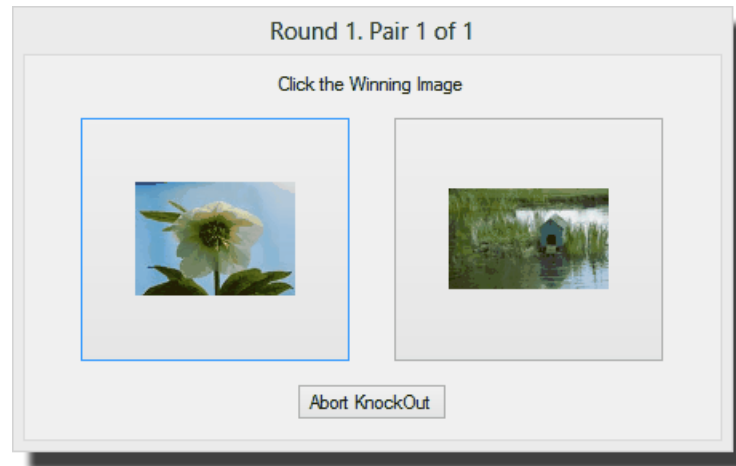 Round 1. Pair 1 of 1
Click the Winning Image
Abort KnockOut